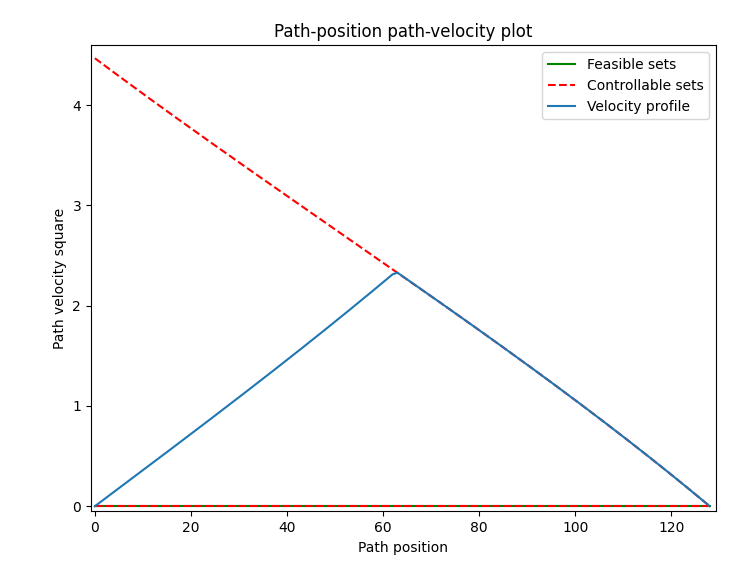 Path-position path-velocity plot
Feasible sets
Controllable sets
Velocity profile
Path velocity square
4
3
2
1
0
0 20 40 60 80 100 120
Path position